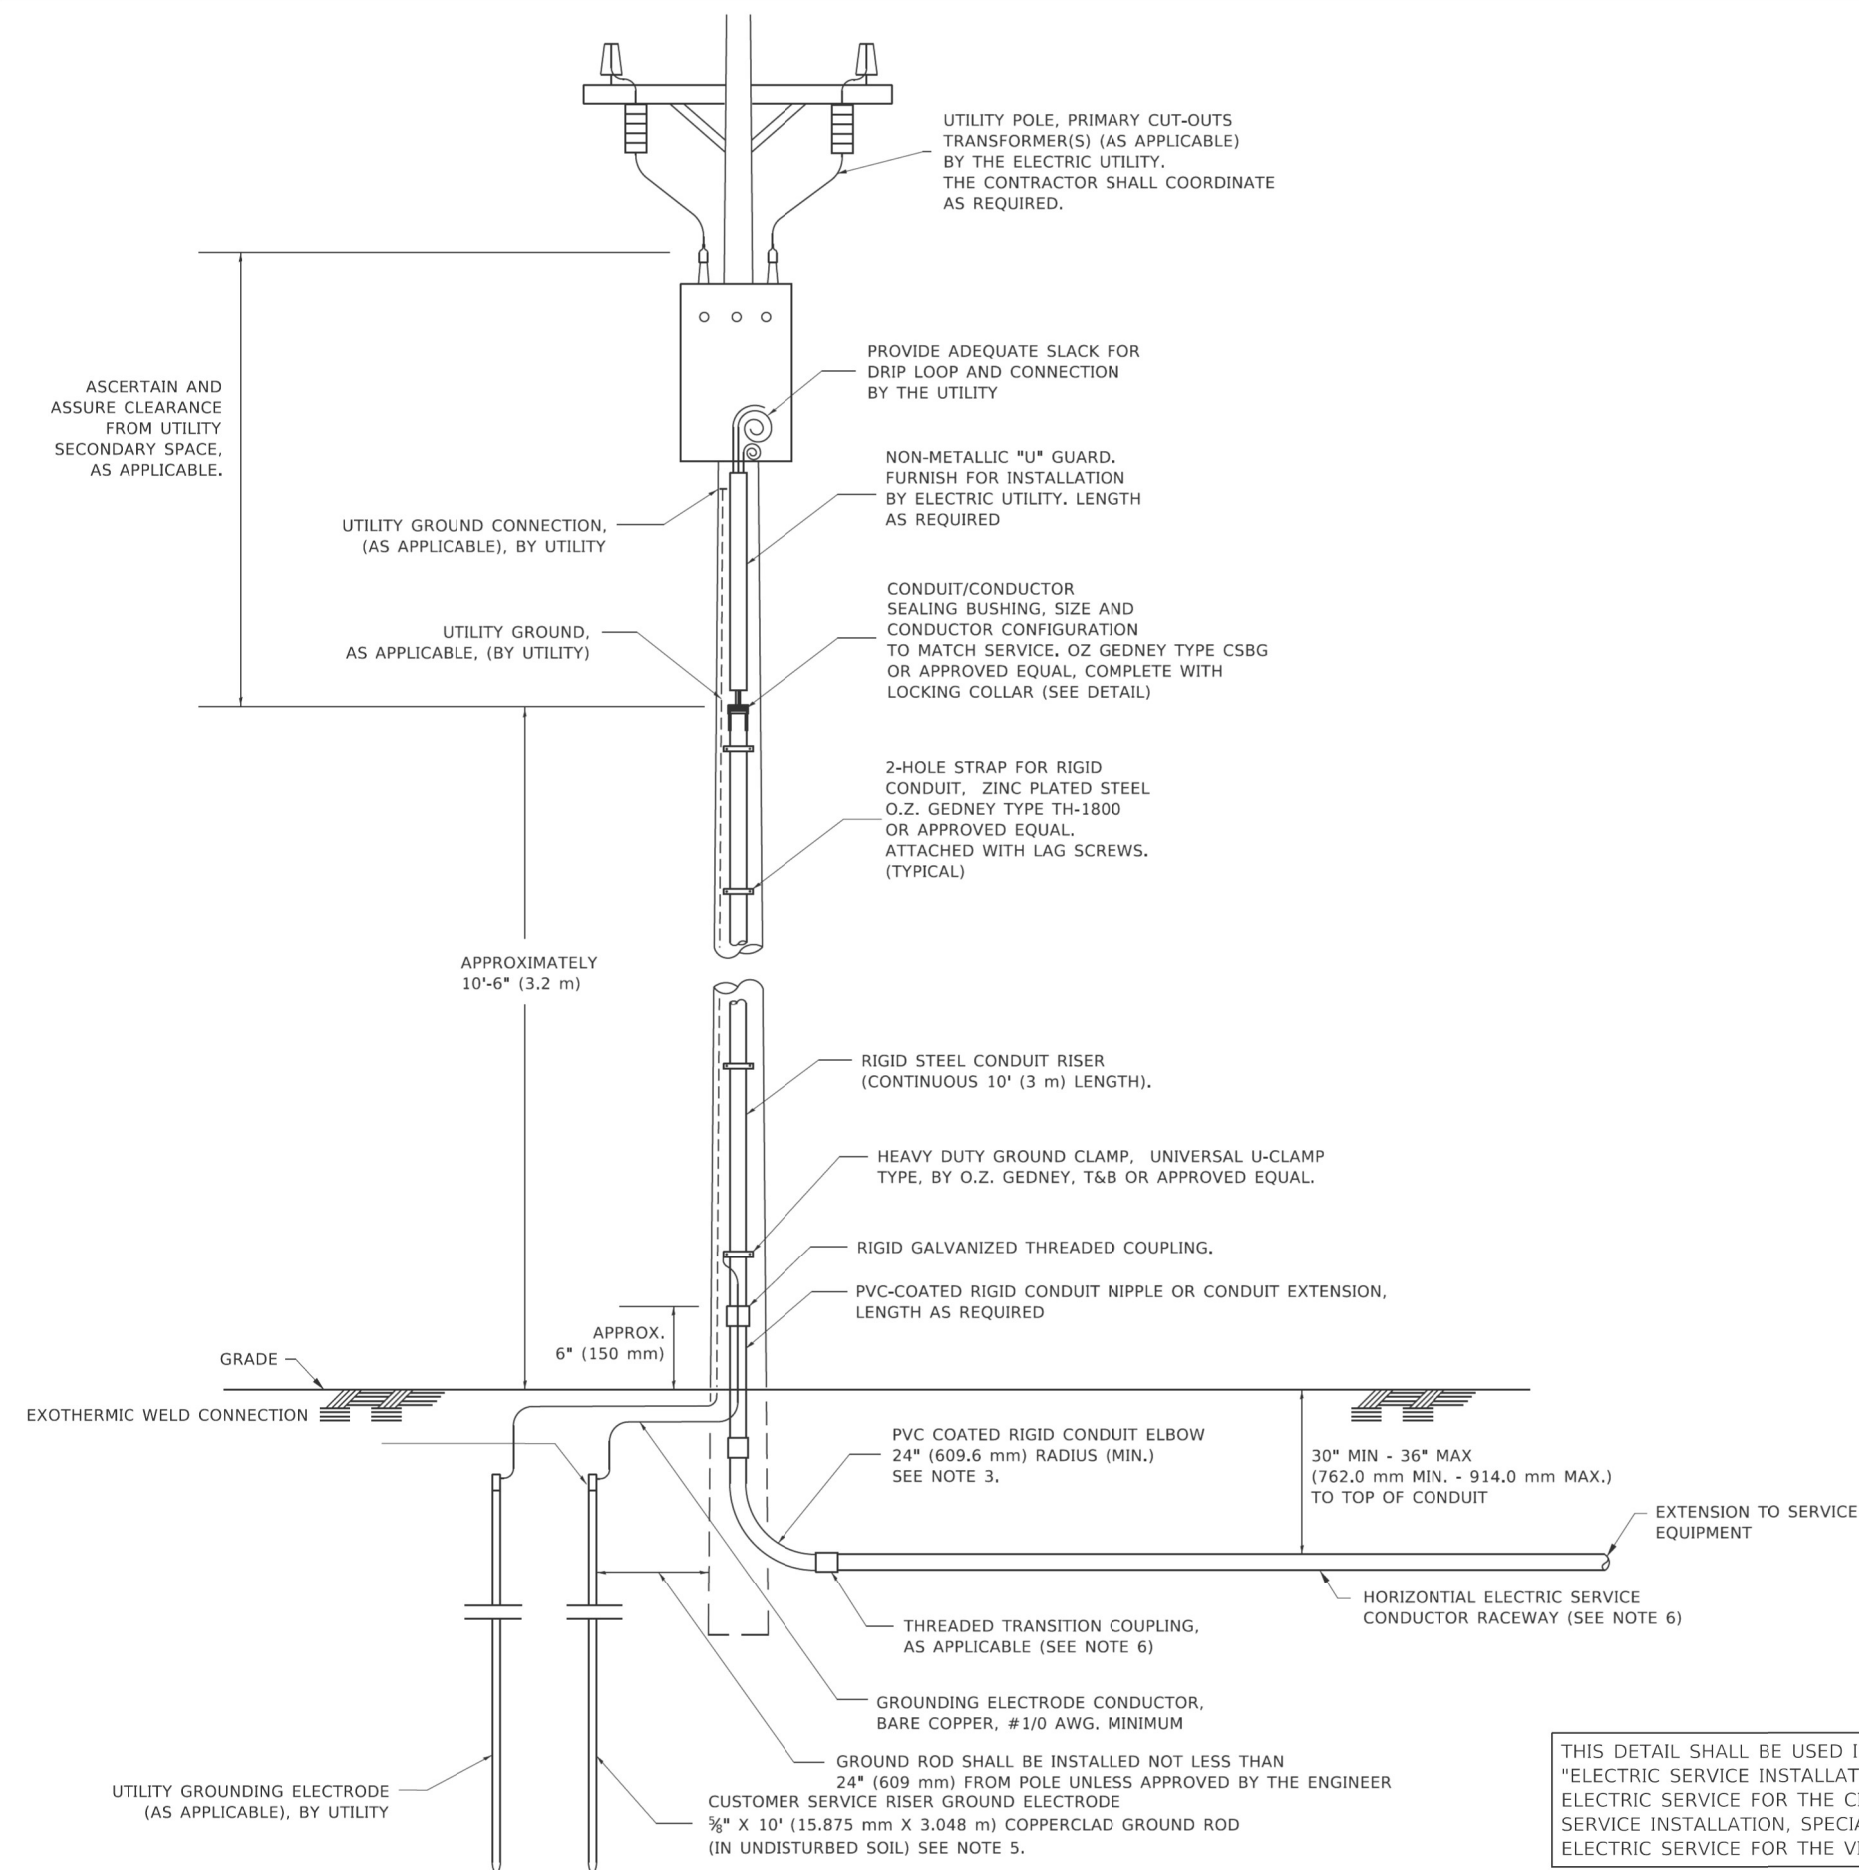 UTILITY POLE, PRIMARY CUT-OUTS
TRANSFORMER(S) (AS APPLICABLE)
BY THE ELECTRIC UTILITY.
THE CONTRACTOR SHALL COORDINATE
AS REQUIRED.
PROVIDE ADEQUATE SLACK FOR
DRIP LOOP AND CONNECTION
BY THE UTILITY
ASCERTAIN AND
ASSURE CLEARANCE
FROM UTILITY
SECONDARY SPACE,
AS APPLICABLE.
NON-METALLIC "U" GUARD.
FURNISH FOR INSTALLATION
BY ELECTRIC UTILITY. LENGTH
AS REQUIRED
UTILITY GROUND CONNECTION,
(AS APPLICABLE), BY UTILITY
CONDUIT/CONDUCTOR
SEALING BUSHING, SIZE AND
CONDUCTOR CONFIGURATION
TO MATCH SERVICE. OZ GEDNEY TYPE CSBG
OR APPROVED EQUAL, COMPLETE WITH
LOCKING COLLAR (SEE DETAIL)
UTILITY GROUND,
AS APPLICABLE, (BY UTILITY)
2-HOLE STRAP FOR RIGID
CONDUIT, ZINC PLATED STEEL
O.Z. GEDNEY TYPE TH-1800
OR APPROVED EQUAL.
ATTACHED WITH LAG SCREWS.
(TYPICAL)
APPROXIMATELY
10'-6" (3.2 m)
RIGID STEEL CONDUIT RISER
(CONTINUOUS 10' (3 m) LENGTH).
HEAVY DUTY GROUND CLAMP, UNIVERSAL U-CLAMP
TYPE, BY O.Z. GEDNEY, T&B OR APPROVED EQUAL.
RIGID GALVANIZED THREADED COUPLING.
PVC-COATED RIGID CONDUIT NIPPLE OR CONDUIT EXTENSION,
LENGTH AS REQUIRED
APPROX.
6" (150 mm)
GRADE
EXOTHERMIC WELD CONNECTION
PVC COATED RIGID CONDUIT ELBOW
24" (609.6 mm) RADIUS (MIN.)
SEE NOTE 3.
30" MIN - 36" MAX
(762.0 mm MIN. - 914.0 mm MAX.)
TO TOP OF CONDUIT
EXTENSION TO SERVICE
EQUIPMENT
HORIZONTIAL ELECTRIC SERVICE
CONDUCTOR RACEWAY (SEE NOTE 6)
THREADED TRANSITION COUPLING,
AS APPLICABLE (SEE NOTE 6)
GROUNDING ELECTRODE CONDUCTOR,
BARE COPPER, #1/0 AWG. MINIMUM
GROUND ROD SHALL BE INSTALLED NOT LESS THAN
24" (609 mm) FROM POLE UNLESS APPROVED BY THE ENGINEER
UTILITY GROUNDING ELECTRODE
(AS APPLICABLE), BY UTILITY
CUSTOMER SERVICE RISER GROUND ELECTRODE
⅝" X 10' (15.875 mm X 3.048 m) COPPERCLAD GROUND ROD
(IN UNDISTURBED SOIL) SEE NOTE 5.
THIS DETAIL SHALL BE USED
"ELECTRIC SERVICE
ELECTRIC SERVICE FOR THE
SERVICE INSTALLATION,
ELECTRIC SERVICE FOR THE